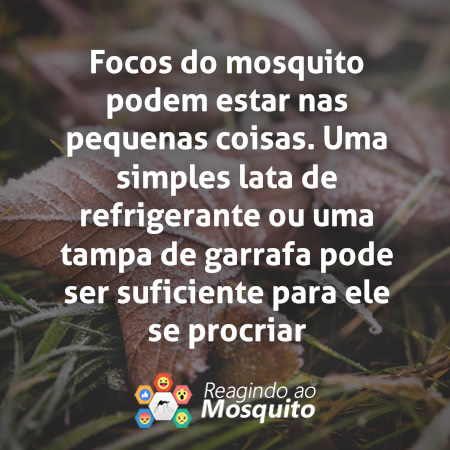 Focos do mosquito
podem estar nas
pequenas coisas. Uma
simples lata de
refrigerante ou uma
tampa de garrafa pode
ser suficiente para ele
se procriar
Reagindo ao
Mosquito